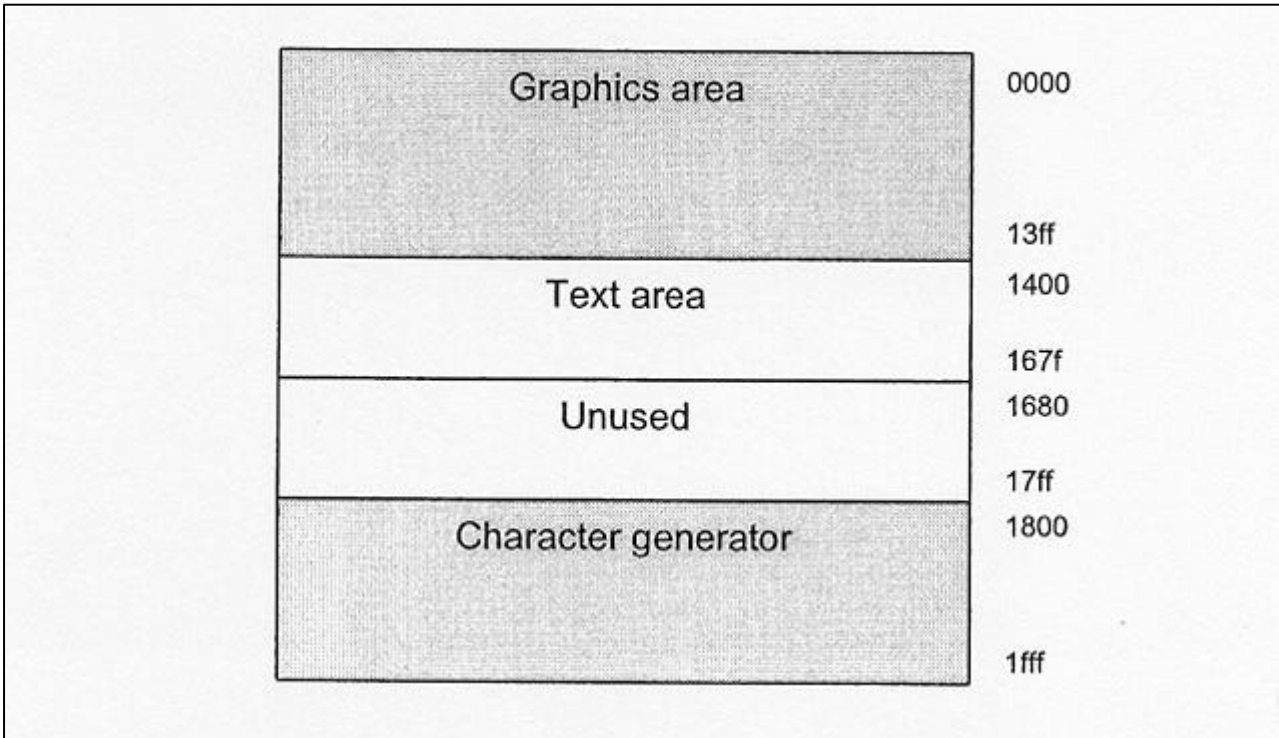 Graphics area
0000
13ff
Text area
1400
167f
Unused
1680
17ff
Character generator
1800
1fff